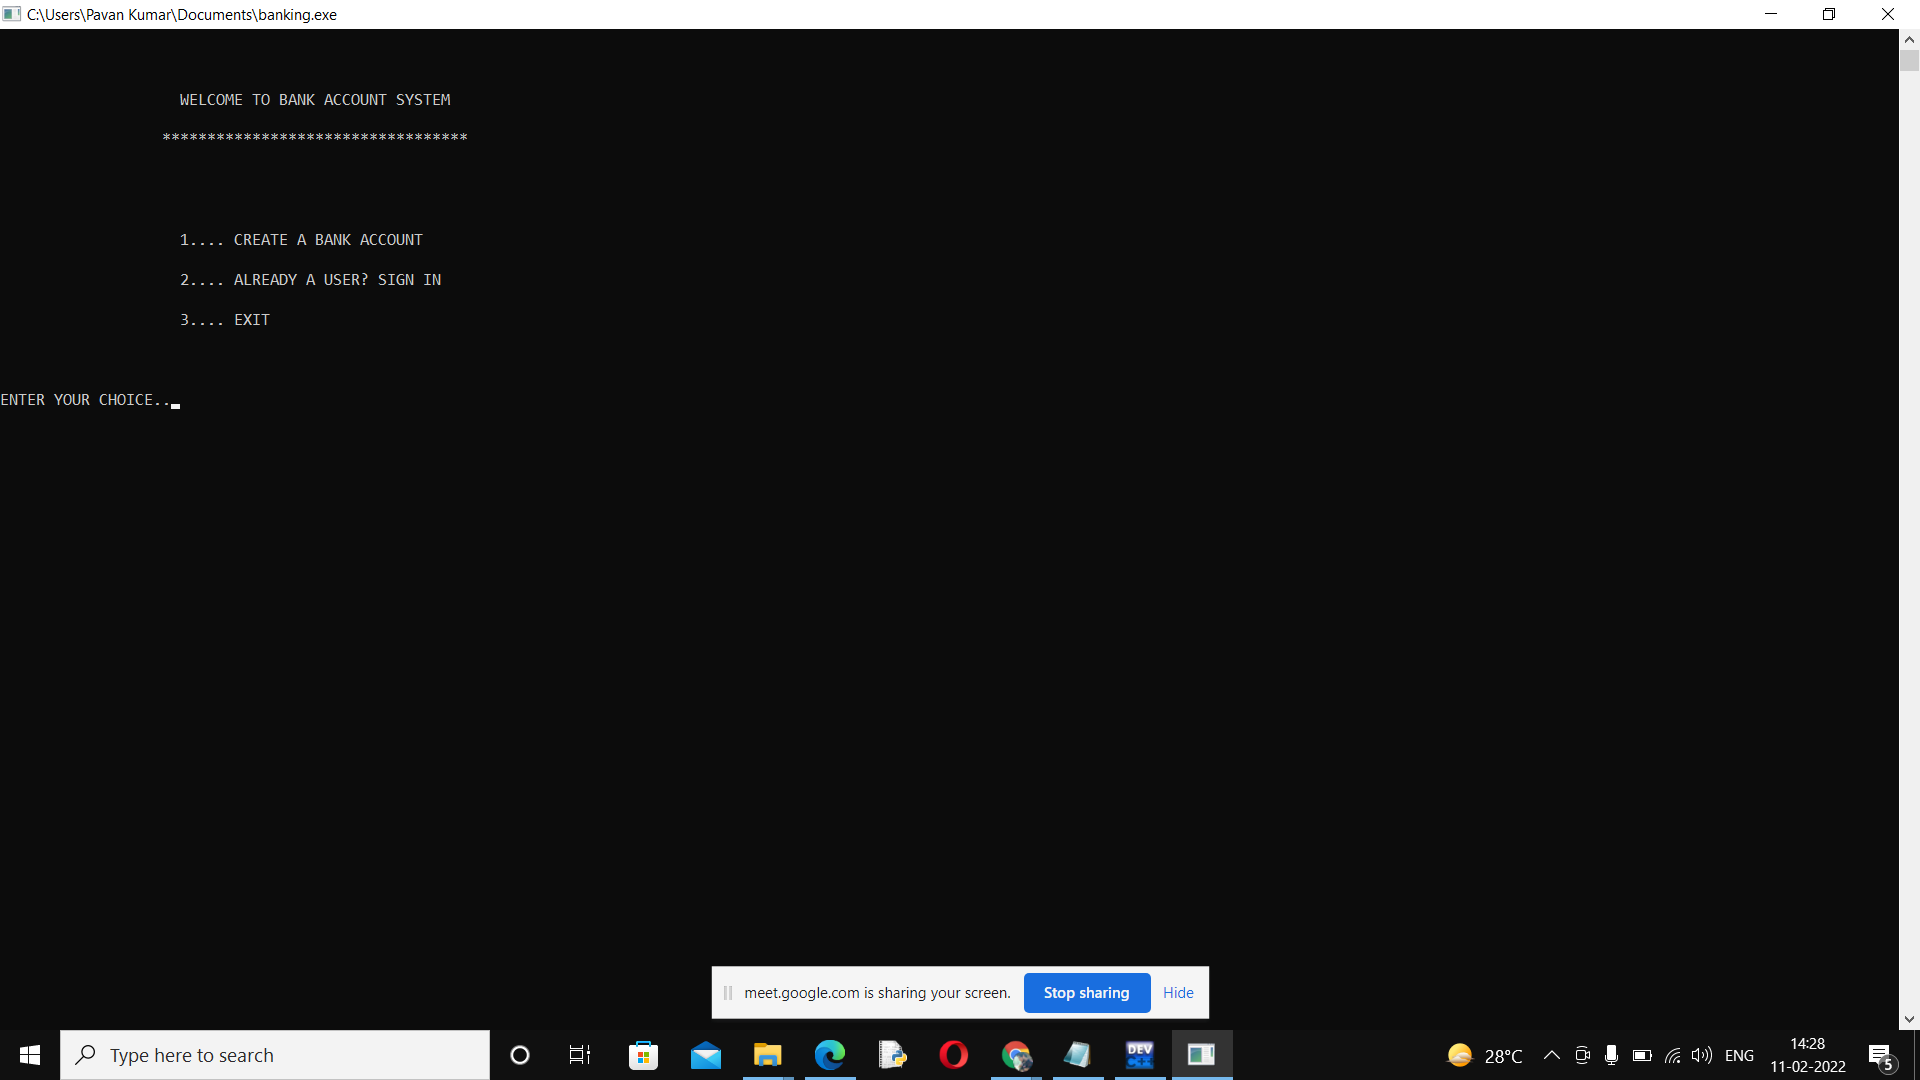 C:\Users\Pavan Kumar\Documents\banking.exe
WELCOME TO BANK ACCOUNT SYSTEM
**********************************
1.... CREATE A BANK ACCOUNT
2.... ALREADY A USER? SIGN IN
3.... EXIT
ENTER YOUR CHOICE..
meet.google.com is sharing your screen. Stop sharing Hide
Type here to search
DEV C++
28°C
ENG
14:28
11-02-2022
5